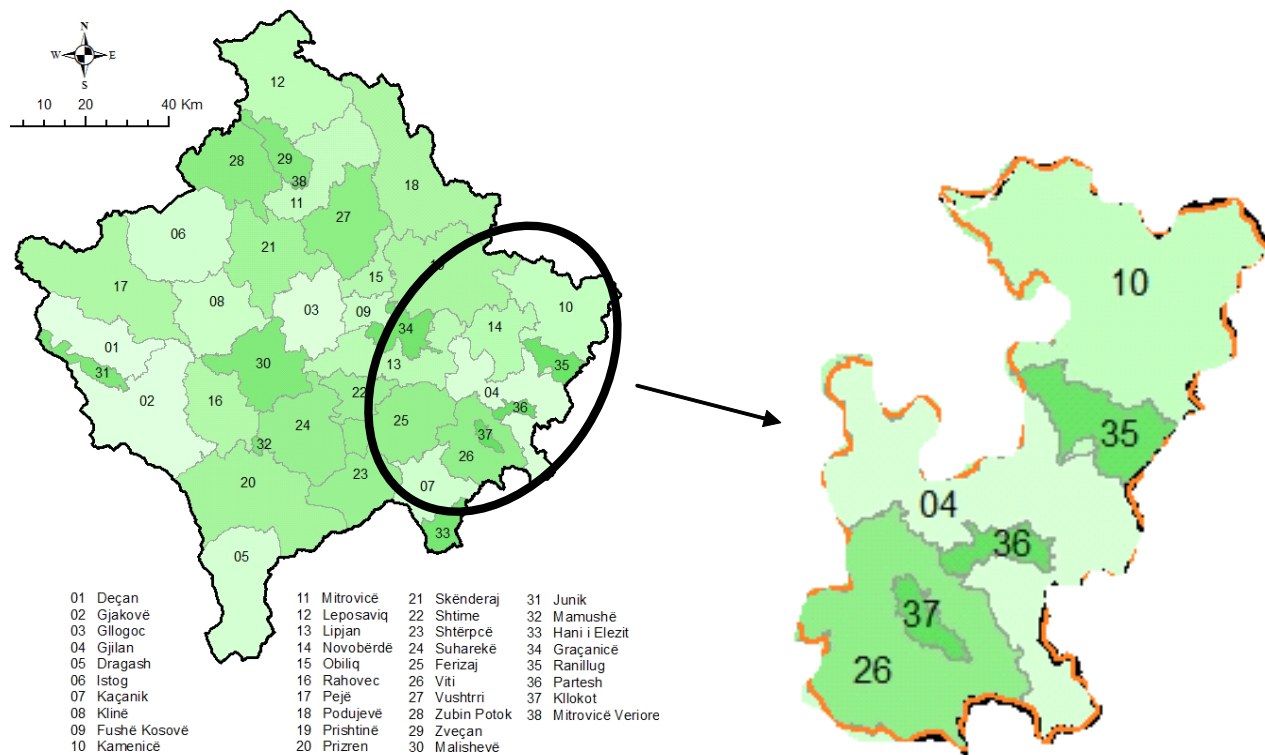 N
W E
S
10 20 40 Km
12
28
29
38
11
18
27
06
21
15
17
08
03
09
34
10
14
01
31
30
13
35
02
16
22
04
24
25
36
32
37
26
20
23
07
33
05
01 Deçan
02 Gjakovë
03 Gllogoc
04 Gjilan
05 Dragash
06 Istog
07 Kaçanik
08 Klinë
09 Fushë Kosovë
10 Kamenicë
11 Mitrovicë
12 Leposaviq
13 Lipjan
14 Novobërdë
15 Obiliq
16 Rahovec
17 Pejë
18 Podujevë
19 Prishtinë
20 Prizren
21 Skënderaj
22 Shtime
23 Shtërpcë
24 Suharekë
25 Ferizaj
26 Viti
27 Vushtrri
28 Zubin Potok
29 Zveçan
30 Malishevë
31 Junik
32 Mamushë
33 Hani i Elezit
34 Graçanicë
35 Ranillug
36 Partesh
37 Kllokot
38 Mitrovicë Veriore
10
35
04
36
37
26